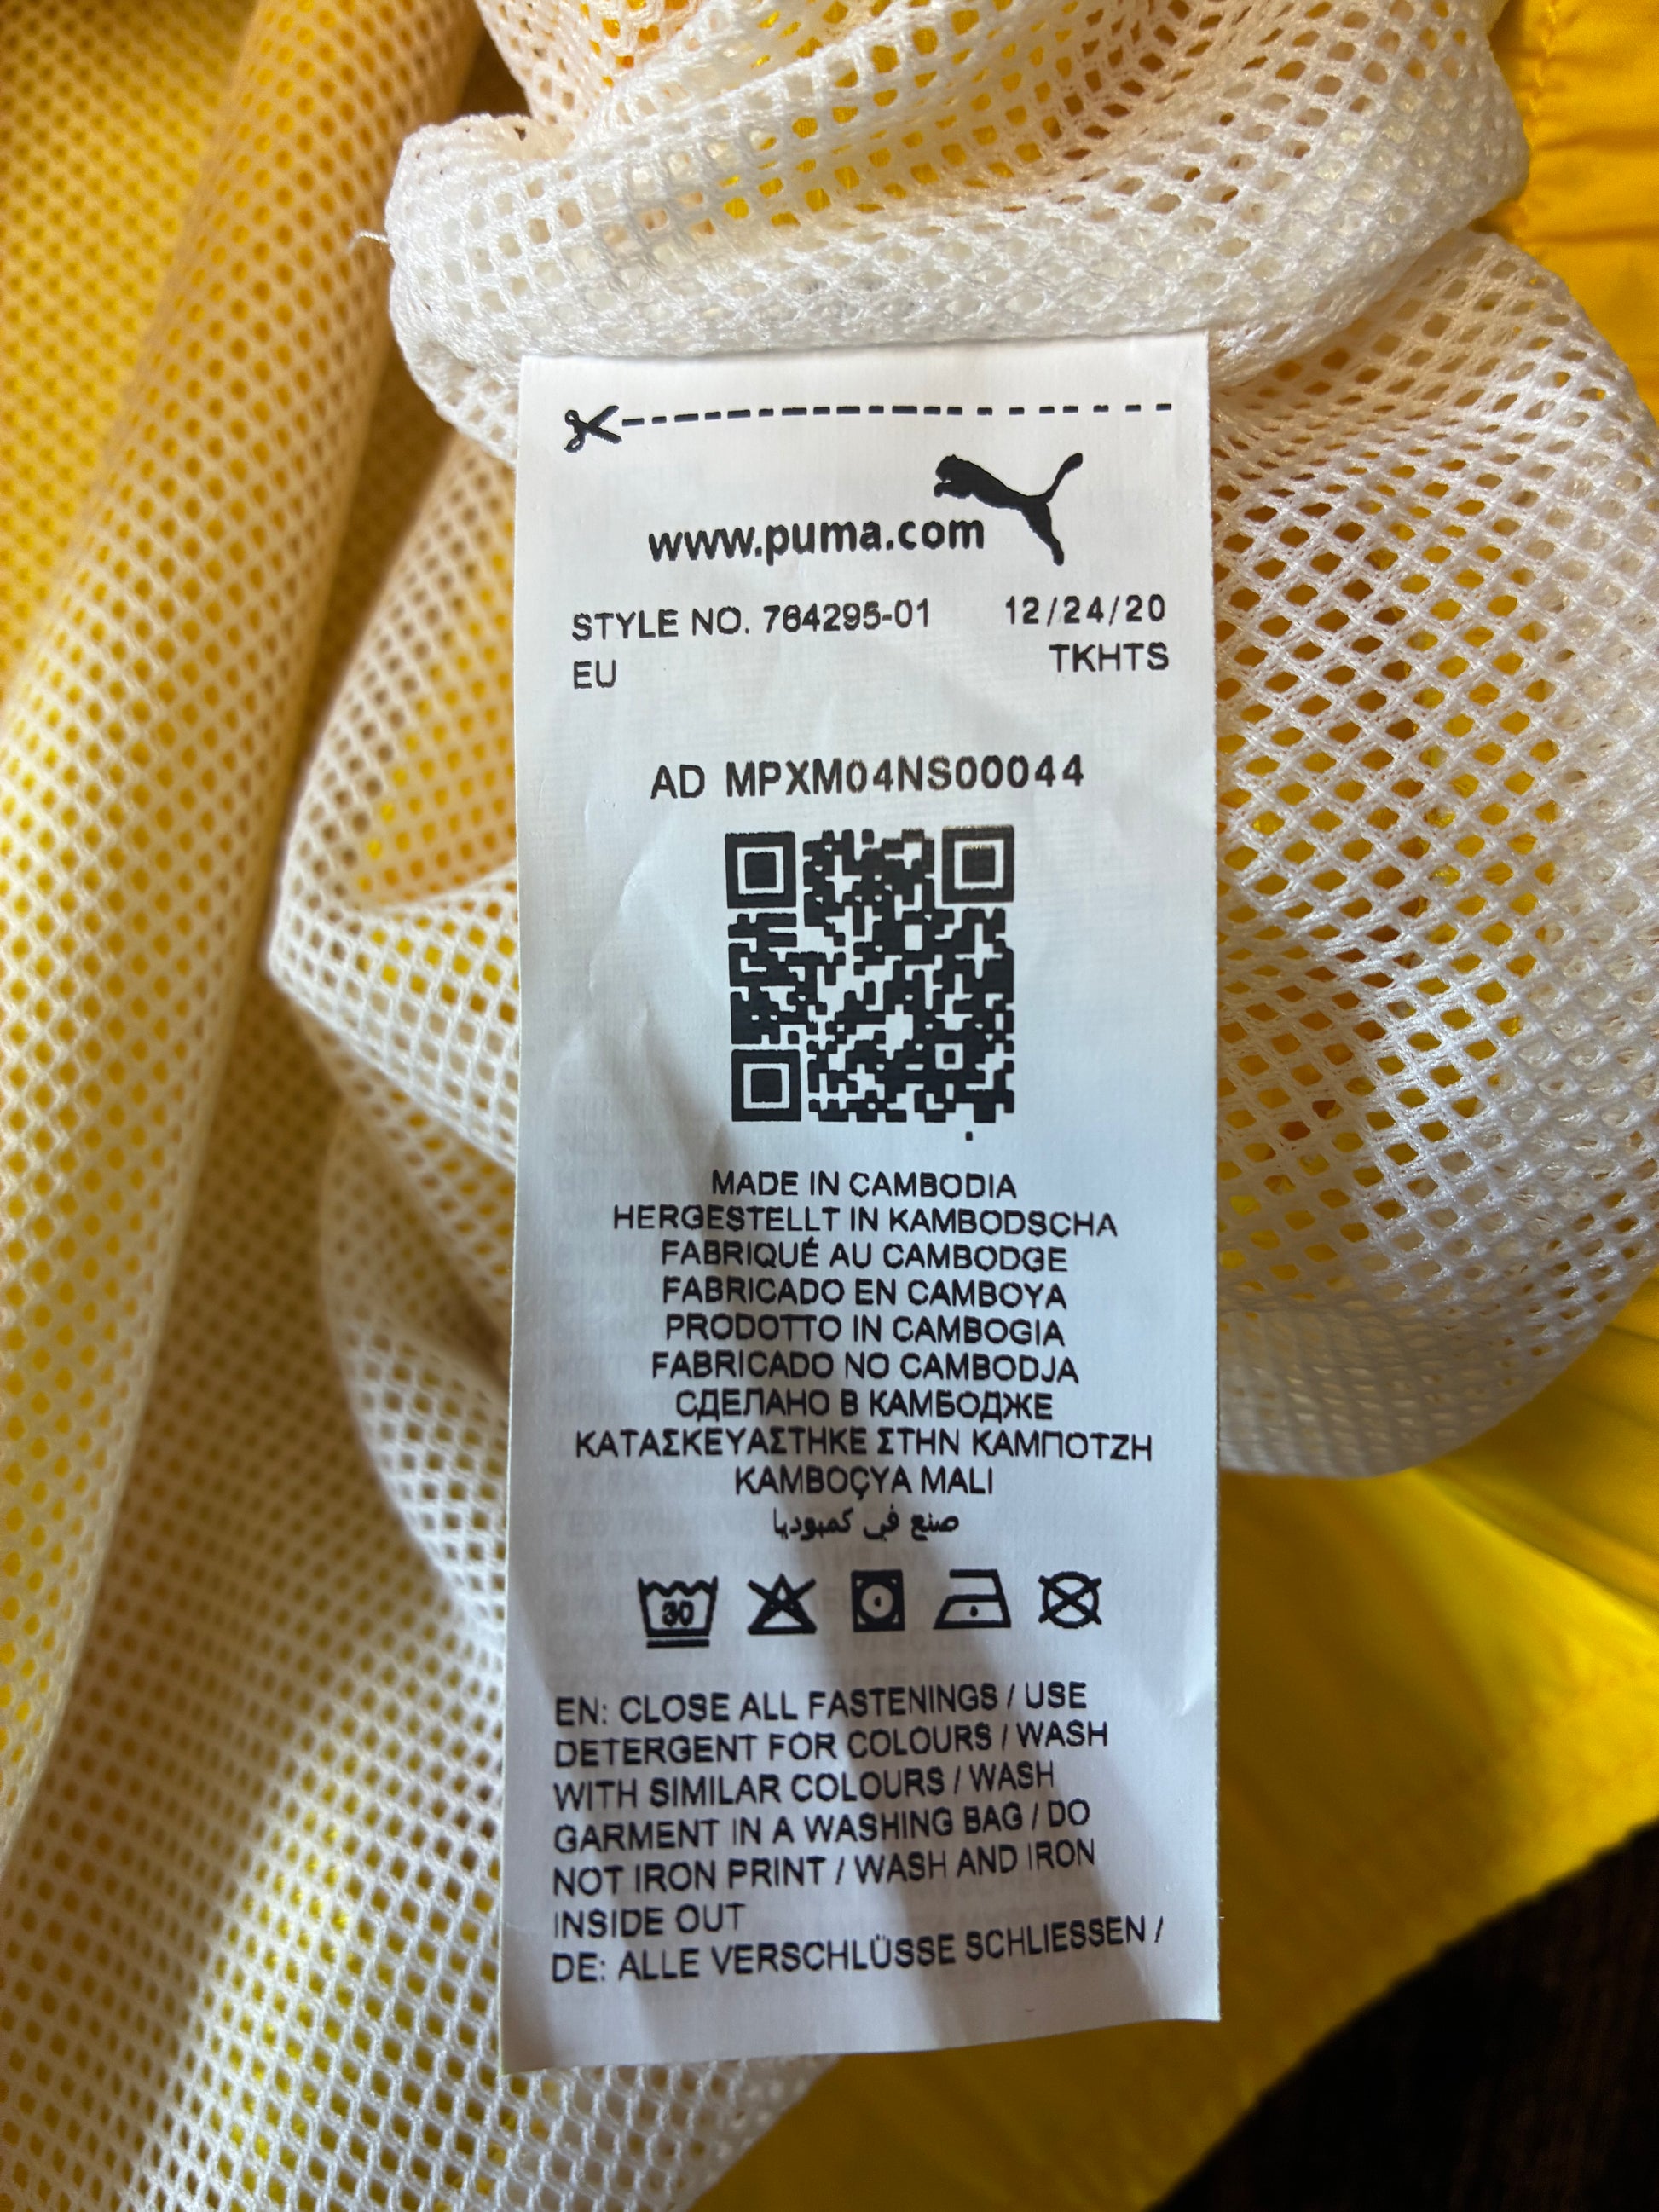 www.puma.com
STYLE NO. 764295-01 12/24/20
EU TKHTS
AD MPXM04NS00044
MADE IN CAMBODIA
HERGESTELLT IN KAMBODSCHA
FABRIQUÉ AU CAMBODGE
FABRICADO EN CAMBOYA
PRODOTTO IN CAMBOGIA
FABRICADO NO CAMBODJA
СДЕЛАНО В КАМБОДЖЕ
ΚΑΤΑΣΚΕΥΑΣΤΗΚΕ ΣΤΗΝ ΚΑΜΠΟΤΖΗ
KAMBOÇYA MALI
صنع في كمبوديا
30
EN: CLOSE ALL FASTENINGS / USE
DETERGENT FOR COLOURS / WASH
WITH SIMILAR COLOURS / WASH
GARMENT IN A WASHING BAG / DO
NOT IRON PRINT / WASH AND IRON
INSIDE OUT
DE: ALLE VERSCHLÜSSE SCHLIESSEN /